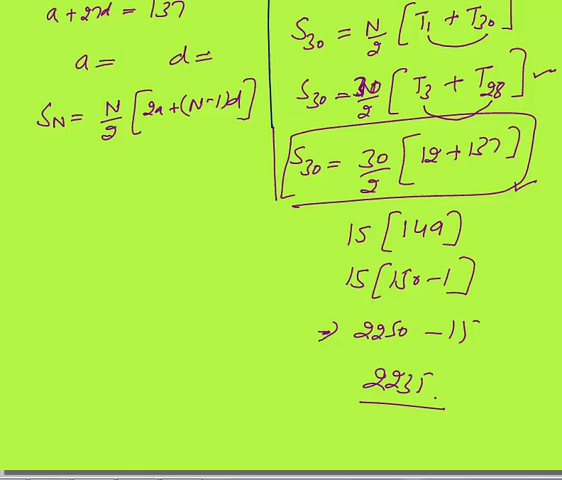 a + 27d = 137
a = d =
S_N = N/2 [2a + (N-1)d]
S_30 = N/2 [T_1 + T_30]
S_30 = 30/2 [T_3 + T_28]
S_30 = 30/2 [12 + 137]
15 [149]
15 [150 - 1]
⇒ 2250 - 15
2235.